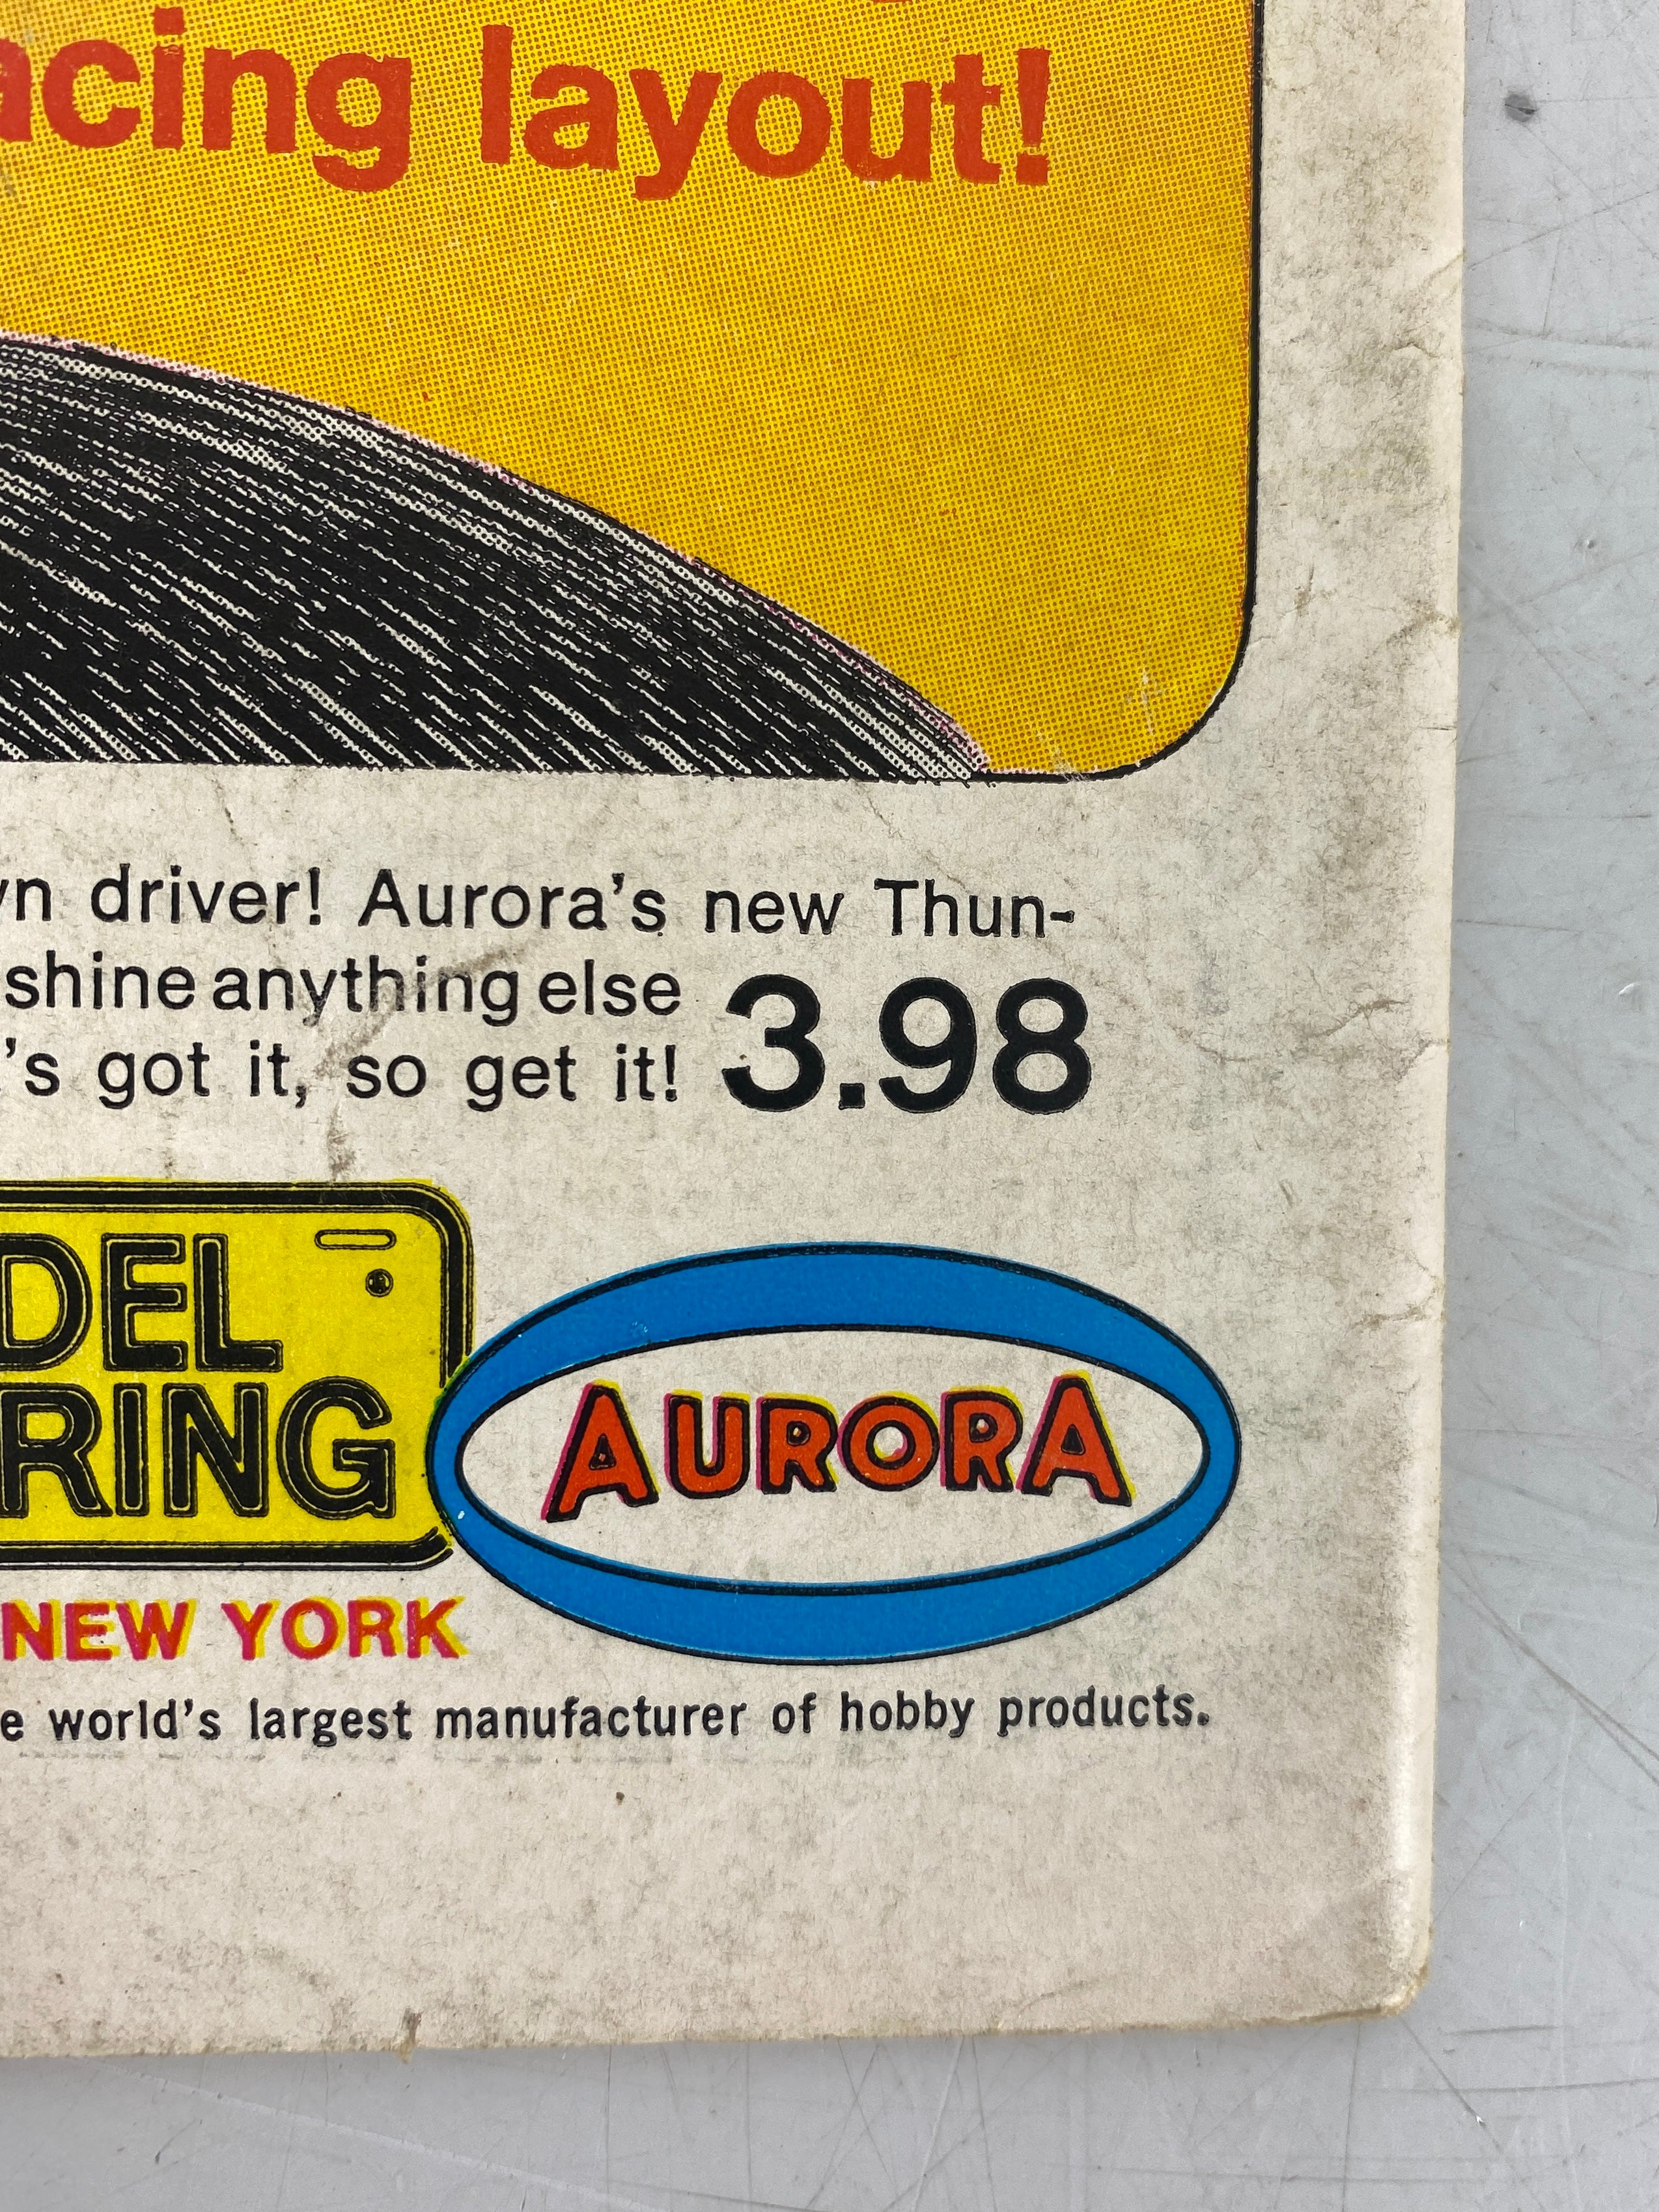 acing layout!
driver! Aurora's new Thun-
shine anything else
's got it, so get it! 3.98
DEL
RING
AURORA
NEW YORK
world's largest manufacturer of hobby products.